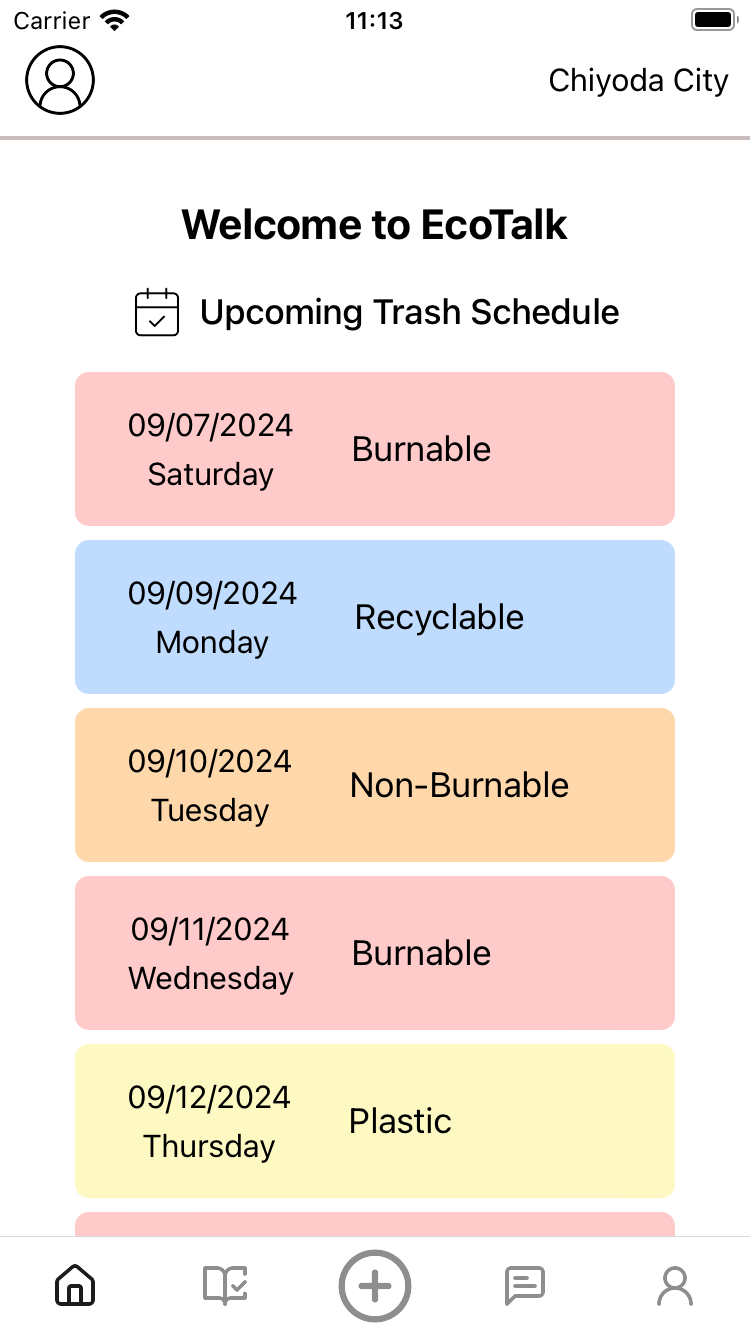 Carrier 11:13
Chiyoda City
Welcome to EcoTalk
Upcoming Trash Schedule
09/07/2024
Saturday
Burnable
09/09/2024
Monday
Recyclable
09/10/2024
Tuesday
Non-Burnable
09/11/2024
Wednesday
Burnable
09/12/2024
Thursday
Plastic